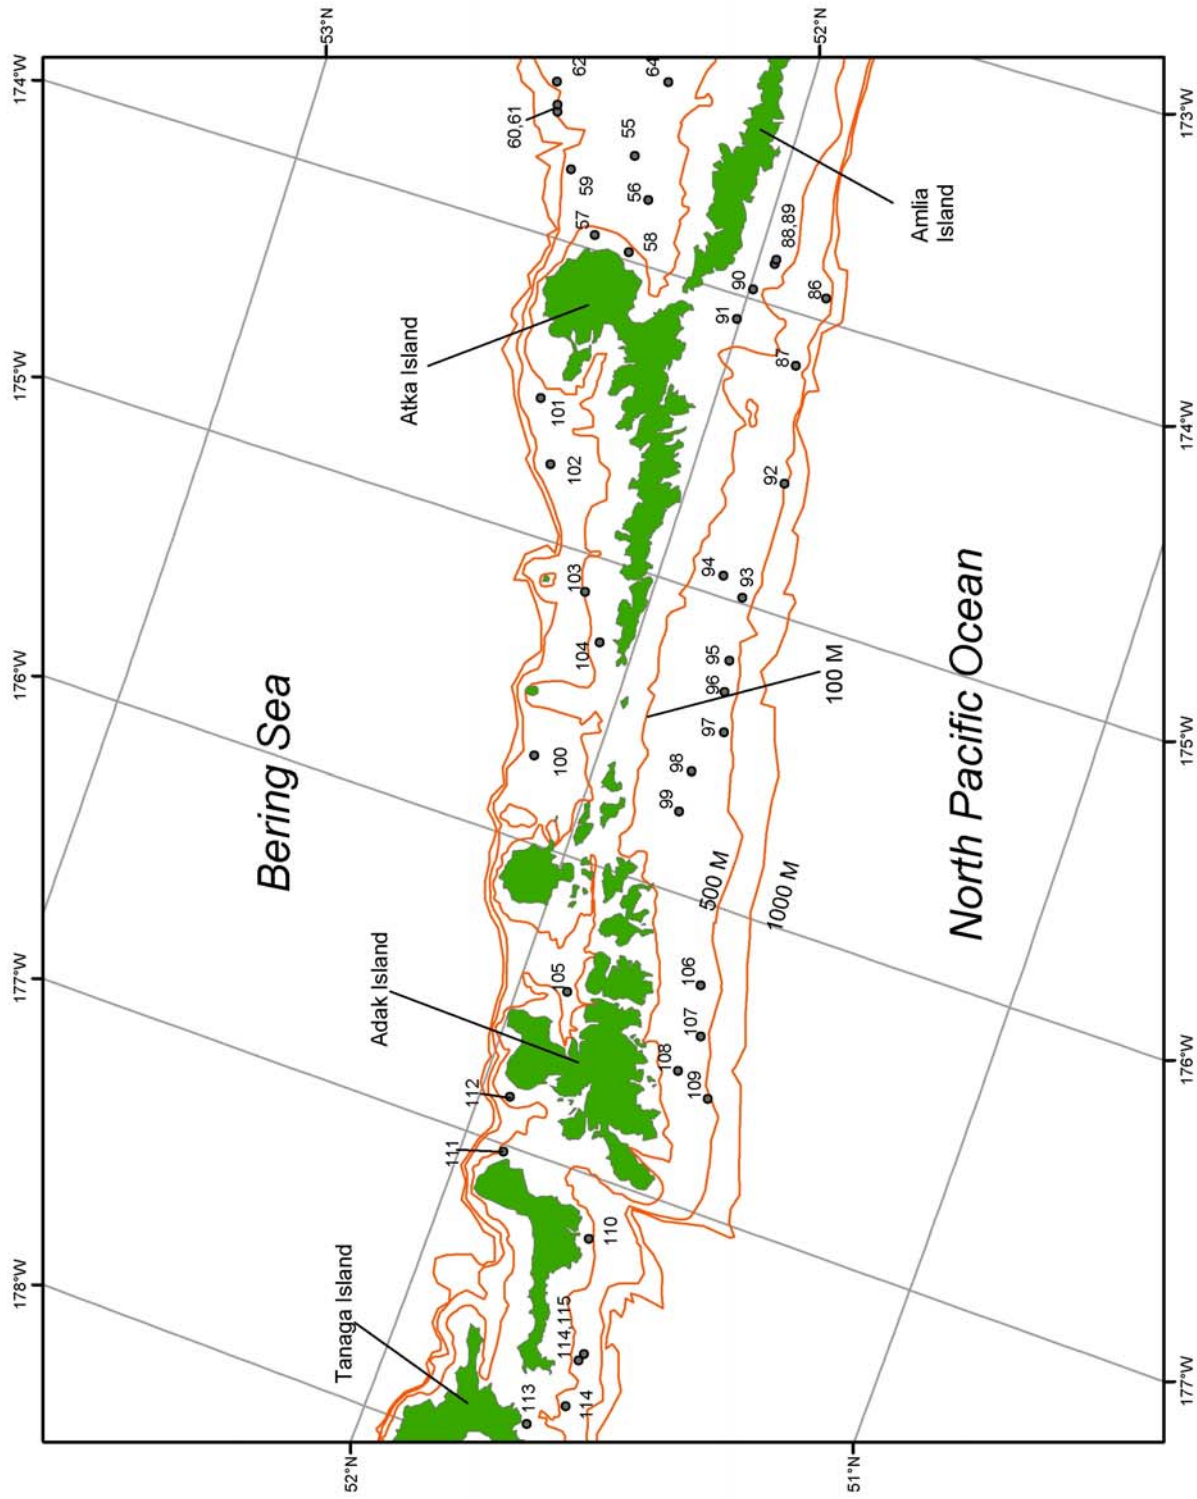 178°W
177°W
176°W
175°W
174°W
53°N
52°N
Bering Sea
Tanaga Island
Adak Island
Atka Island
60,61
62
64
55
59
56
57
58
112
111
101
102
103
104
100
105
113
114,115
114
110
108
109
107
106
99
98
97
96
95
94
93
92
91
90
88,89
87
86
500 M
1000 M
100 M
Amlia
Island
North Pacific Ocean
52°N
51°N
177°W
176°W
175°W
174°W
173°W